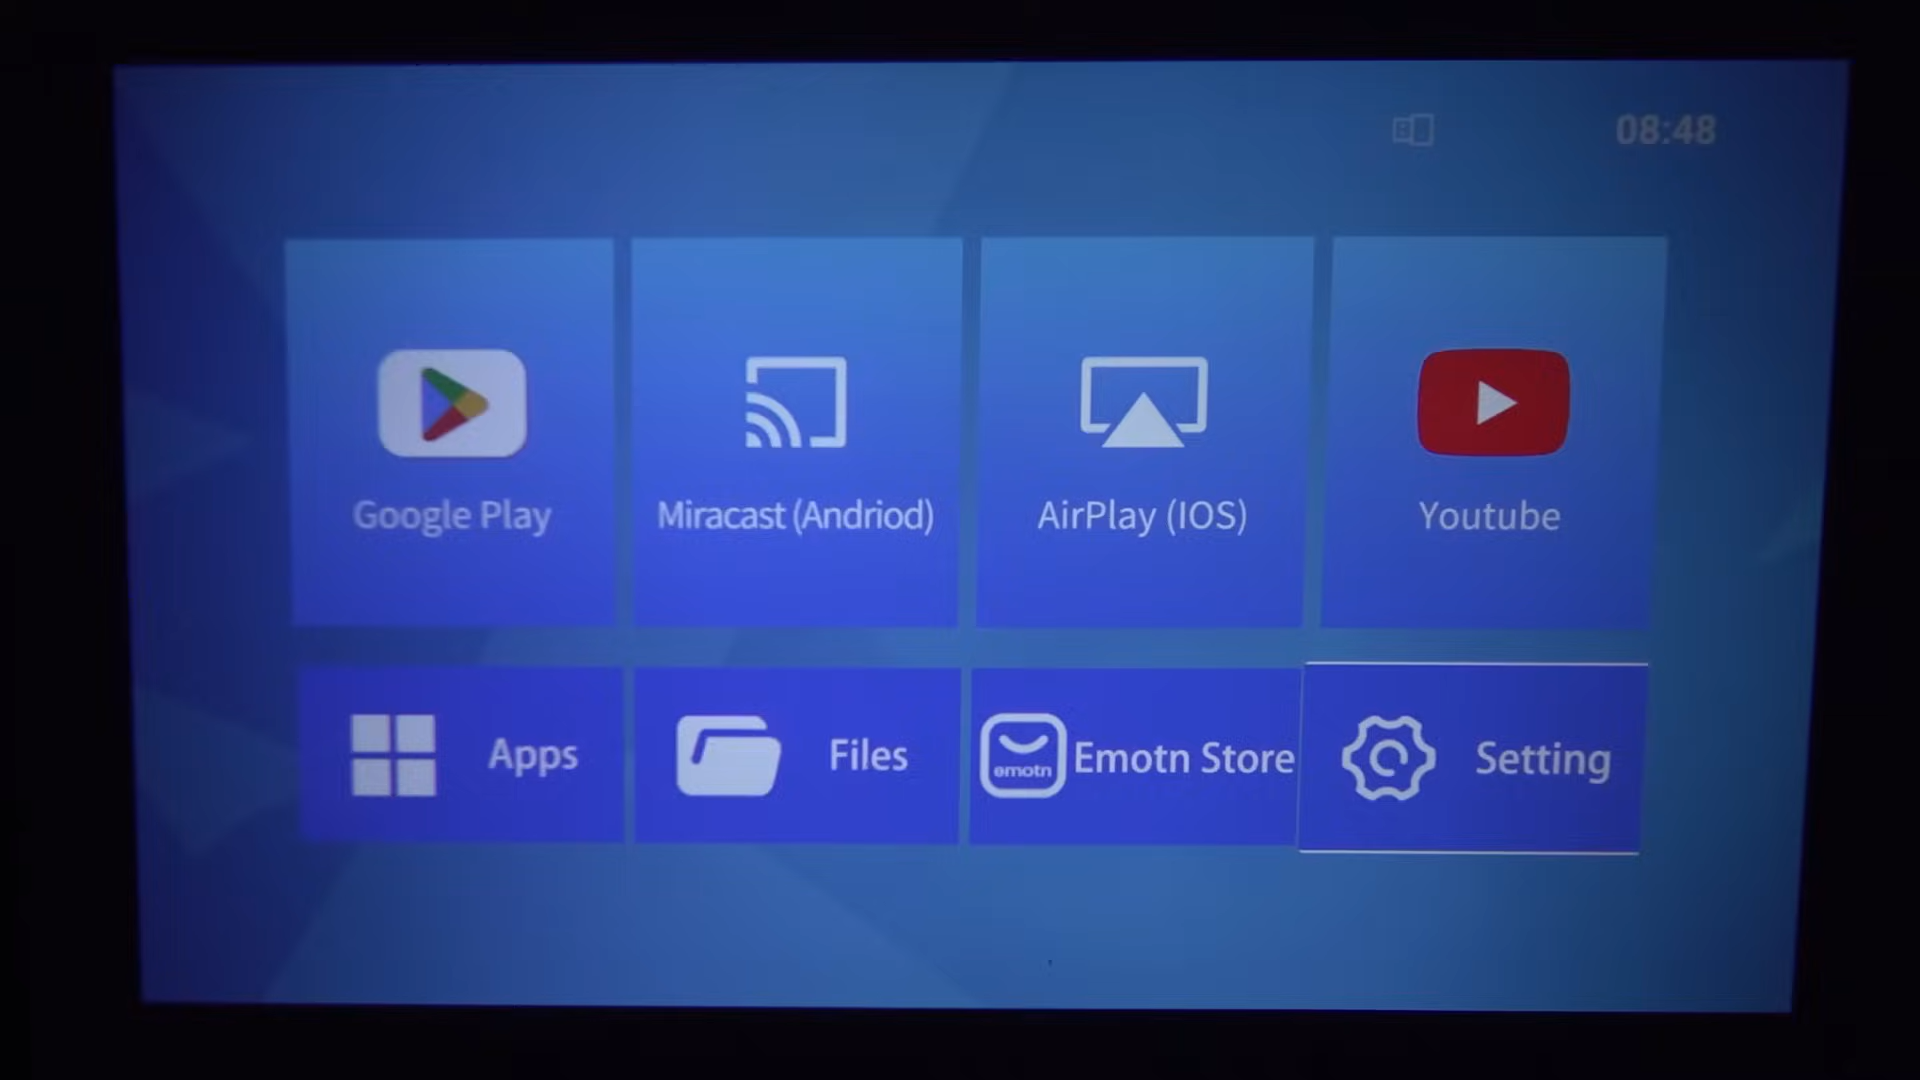 08:48
Google Play
Miracast (Andriod)
AirPlay (IOS)
Youtube
Apps
Files
emotn
Emotn Store
Setting